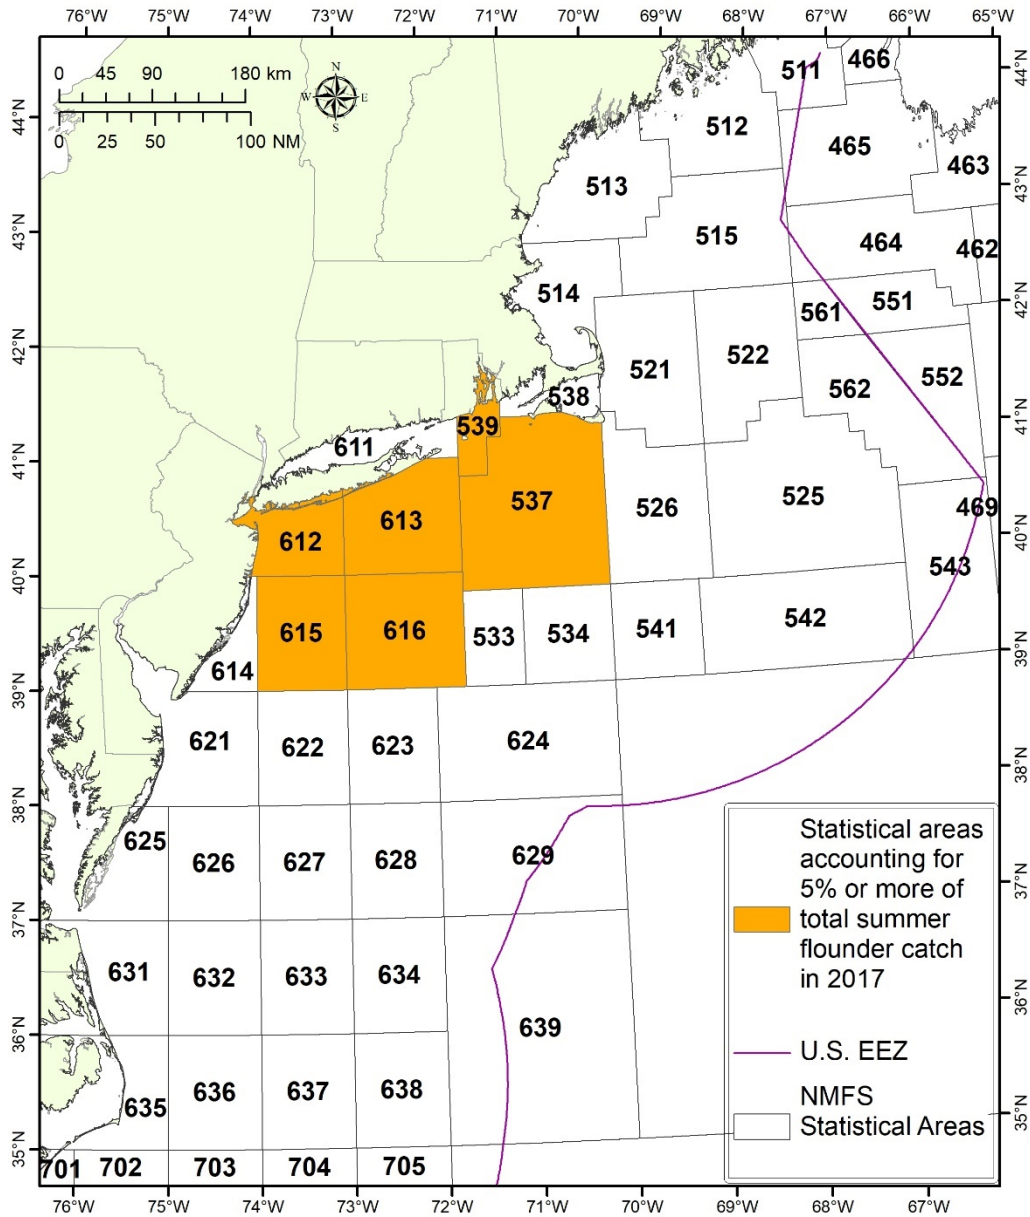 76°W 75°W 74°W 73°W 72°W 71°W 70°W 69°W 68°W 67°W 66°W 65°W
0 45 90 180 km
0 25 50 100 NM
N
W E
S
44°N
43°N
42°N
41°N
40°N
39°N
38°N
37°N
36°N
35°N
44°N
43°N
42°N
41°N
40°N
39°N
38°N
37°N
36°N
35°N
511 466
512 465 463
513
515 464 462
514 561 551
521 522 562 552
538
539
611
537 526 525 469
612 613
543
615 616 533 534 541 542
614
621 622 623 624
625 626 627 628 629
631 632 633 634
639
635 636 637 638
701 702 703 704 705
Statistical areas
accounting for
5% or more of
total summer
flounder catch
in 2017
U.S. EEZ
NMFS
Statistical Areas
76°W 75°W 74°W 73°W 72°W 71°W 70°W 69°W 68°W 67°W